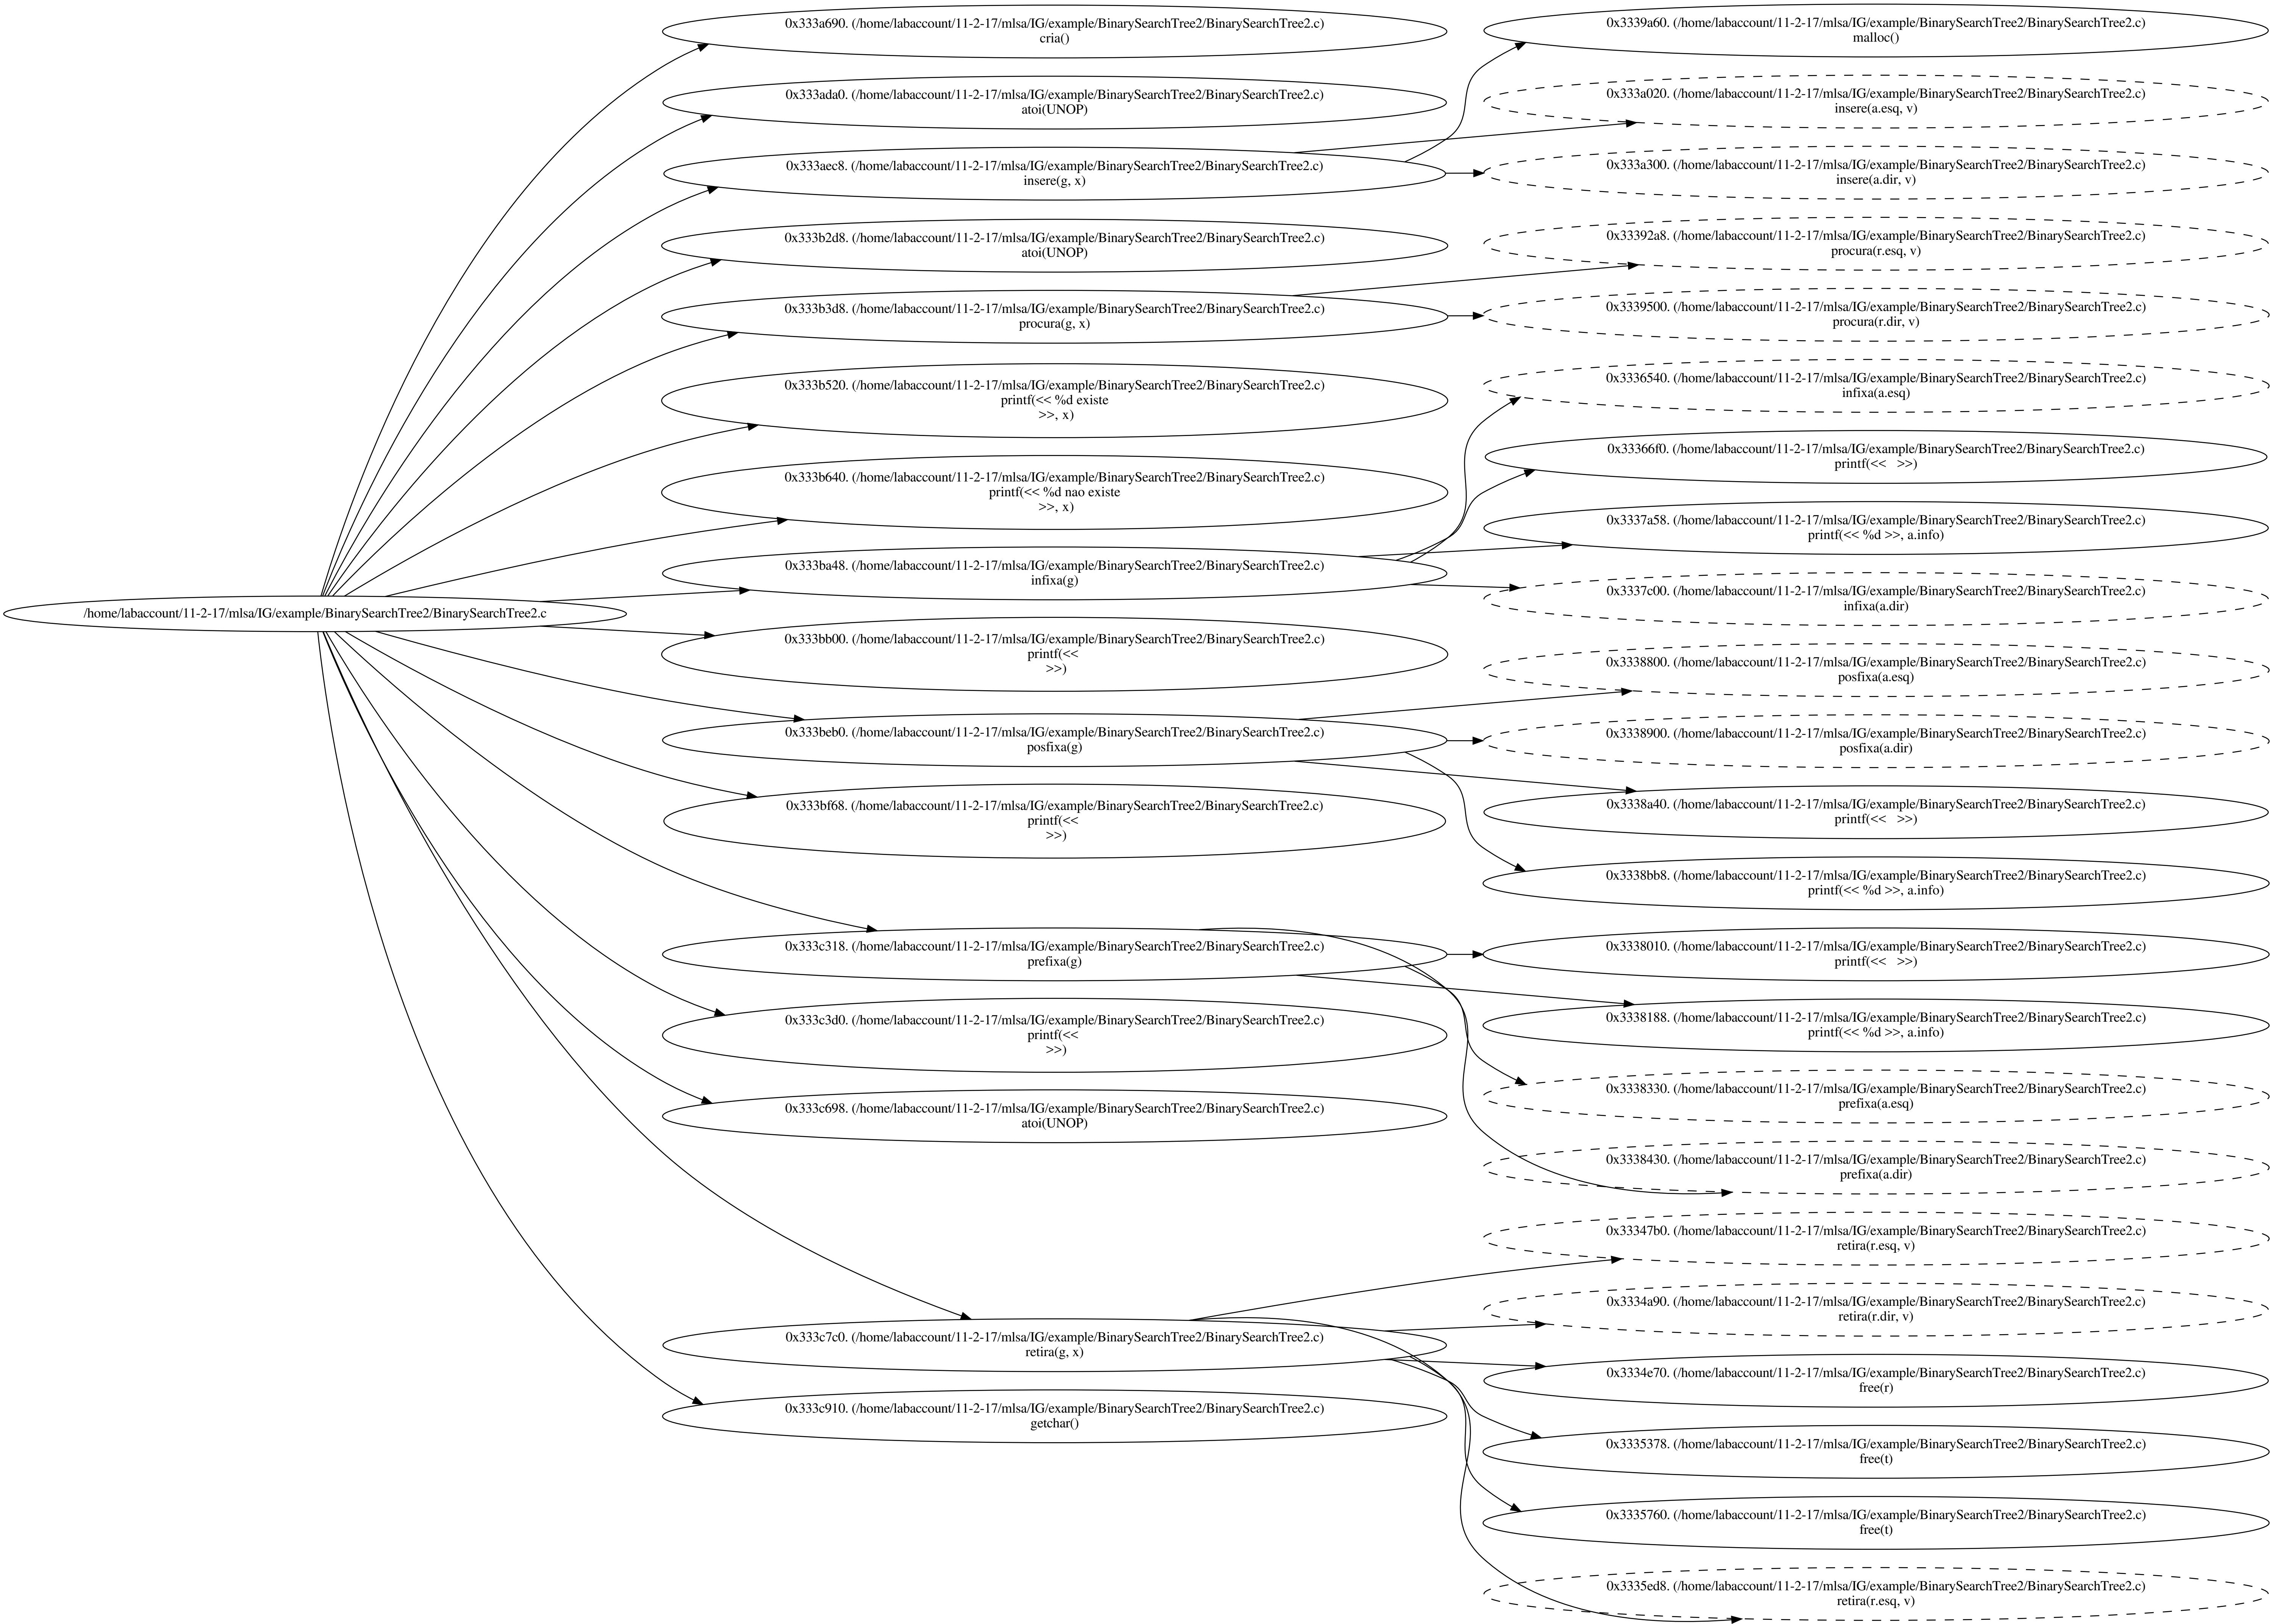 /home/labaccount/11-2-17/mlsa/IG/example/BinarySearchTree2/BinarySearchTree2.c
0x333a690. (/home/labaccount/11-2-17/mlsa/IG/example/BinarySearchTree2/BinarySearchTree2.c)
cria()
0x333ada0. (/home/labaccount/11-2-17/mlsa/IG/example/BinarySearchTree2/BinarySearchTree2.c)
atoi(UNOP)
0x333aec8. (/home/labaccount/11-2-17/mlsa/IG/example/BinarySearchTree2/BinarySearchTree2.c)
insere(g, x)
0x333b2d8. (/home/labaccount/11-2-17/mlsa/IG/example/BinarySearchTree2/BinarySearchTree2.c)
atoi(UNOP)
0x333b3d8. (/home/labaccount/11-2-17/mlsa/IG/example/BinarySearchTree2/BinarySearchTree2.c)
procura(g, x)
0x333b520. (/home/labaccount/11-2-17/mlsa/IG/example/BinarySearchTree2/BinarySearchTree2.c)
printf(<< %d existe
>>, x)
0x333b640. (/home/labaccount/11-2-17/mlsa/IG/example/BinarySearchTree2/BinarySearchTree2.c)
printf(<< %d nao existe
>>, x)
0x333ba48. (/home/labaccount/11-2-17/mlsa/IG/example/BinarySearchTree2/BinarySearchTree2.c)
infixa(g)
0x333bb00. (/home/labaccount/11-2-17/mlsa/IG/example/BinarySearchTree2/BinarySearchTree2.c)
printf(<<
>>)
0x333beb0. (/home/labaccount/11-2-17/mlsa/IG/example/BinarySearchTree2/BinarySearchTree2.c)
posfixa(g)
0x333bf68. (/home/labaccount/11-2-17/mlsa/IG/example/BinarySearchTree2/BinarySearchTree2.c)
printf(<<
>>)
0x333c318. (/home/labaccount/11-2-17/mlsa/IG/example/BinarySearchTree2/BinarySearchTree2.c)
prefixa(g)
0x333c3d0. (/home/labaccount/11-2-17/mlsa/IG/example/BinarySearchTree2/BinarySearchTree2.c)
printf(<<
>>)
0x333c698. (/home/labaccount/11-2-17/mlsa/IG/example/BinarySearchTree2/BinarySearchTree2.c)
atoi(UNOP)
0x333c7c0. (/home/labaccount/11-2-17/mlsa/IG/example/BinarySearchTree2/BinarySearchTree2.c)
retira(g, x)
0x333c910. (/home/labaccount/11-2-17/mlsa/IG/example/BinarySearchTree2/BinarySearchTree2.c)
getchar()
0x3339a60. (/home/labaccount/11-2-17/mlsa/IG/example/BinarySearchTree2/BinarySearchTree2.c)
malloc()
0x333a020. (/home/labaccount/11-2-17/mlsa/IG/example/BinarySearchTree2/BinarySearchTree2.c)
insere(a.esq, v)
0x333a300. (/home/labaccount/11-2-17/mlsa/IG/example/BinarySearchTree2/BinarySearchTree2.c)
insere(a.dir, v)
0x33392a8. (/home/labaccount/11-2-17/mlsa/IG/example/BinarySearchTree2/BinarySearchTree2.c)
procura(r.esq, v)
0x3339500. (/home/labaccount/11-2-17/mlsa/IG/example/BinarySearchTree2/BinarySearchTree2.c)
procura(r.dir, v)
0x3336540. (/home/labaccount/11-2-17/mlsa/IG/example/BinarySearchTree2/BinarySearchTree2.c)
infixa(a.esq)
0x33366f0. (/home/labaccount/11-2-17/mlsa/IG/example/BinarySearchTree2/BinarySearchTree2.c)
printf(<<   >>)
0x3337a58. (/home/labaccount/11-2-17/mlsa/IG/example/BinarySearchTree2/BinarySearchTree2.c)
printf(<< %d >>, a.info)
0x3337c00. (/home/labaccount/11-2-17/mlsa/IG/example/BinarySearchTree2/BinarySearchTree2.c)
infixa(a.dir)
0x3338800. (/home/labaccount/11-2-17/mlsa/IG/example/BinarySearchTree2/BinarySearchTree2.c)
posfixa(a.esq)
0x3338900. (/home/labaccount/11-2-17/mlsa/IG/example/BinarySearchTree2/BinarySearchTree2.c)
posfixa(a.dir)
0x3338a40. (/home/labaccount/11-2-17/mlsa/IG/example/BinarySearchTree2/BinarySearchTree2.c)
printf(<<   >>)
0x3338bb8. (/home/labaccount/11-2-17/mlsa/IG/example/BinarySearchTree2/BinarySearchTree2.c)
printf(<< %d >>, a.info)
0x3338010. (/home/labaccount/11-2-17/mlsa/IG/example/BinarySearchTree2/BinarySearchTree2.c)
printf(<<   >>)
0x3338188. (/home/labaccount/11-2-17/mlsa/IG/example/BinarySearchTree2/BinarySearchTree2.c)
printf(<< %d >>, a.info)
0x3338330. (/home/labaccount/11-2-17/mlsa/IG/example/BinarySearchTree2/BinarySearchTree2.c)
prefixa(a.esq)
0x3338430. (/home/labaccount/11-2-17/mlsa/IG/example/BinarySearchTree2/BinarySearchTree2.c)
prefixa(a.dir)
0x33347b0. (/home/labaccount/11-2-17/mlsa/IG/example/BinarySearchTree2/BinarySearchTree2.c)
retira(r.esq, v)
0x3334a90. (/home/labaccount/11-2-17/mlsa/IG/example/BinarySearchTree2/BinarySearchTree2.c)
retira(r.dir, v)
0x3334e70. (/home/labaccount/11-2-17/mlsa/IG/example/BinarySearchTree2/BinarySearchTree2.c)
free(r)
0x3335378. (/home/labaccount/11-2-17/mlsa/IG/example/BinarySearchTree2/BinarySearchTree2.c)
free(t)
0x3335760. (/home/labaccount/11-2-17/mlsa/IG/example/BinarySearchTree2/BinarySearchTree2.c)
free(t)
0x3335ed8. (/home/labaccount/11-2-17/mlsa/IG/example/BinarySearchTree2/BinarySearchTree2.c)
retira(r.esq, v)